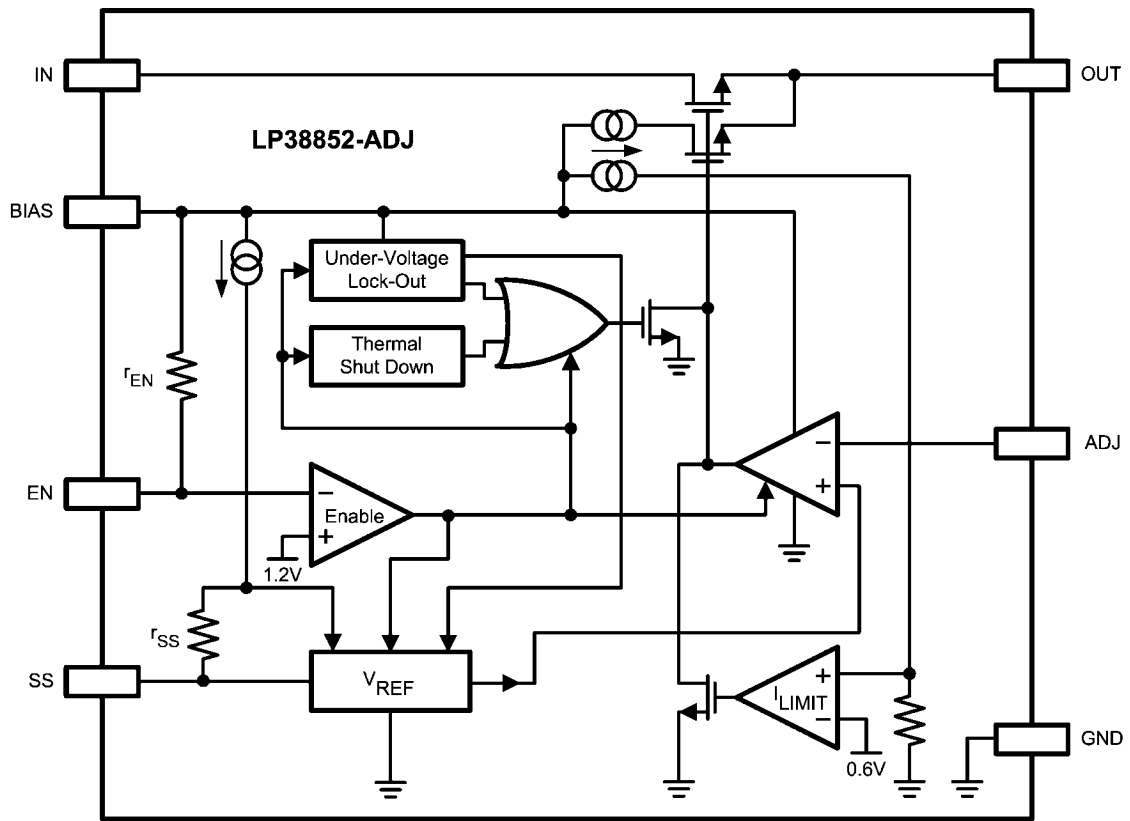 IN
OUT
LP38852-ADJ
BIAS
Under-Voltage
Lock-Out
Thermal
Shut Down
rEN
ADJ
−
+
EN
−
Enable
+
1.2V
rSS
SS
VREF
+
ILIMIT
−
0.6V
GND